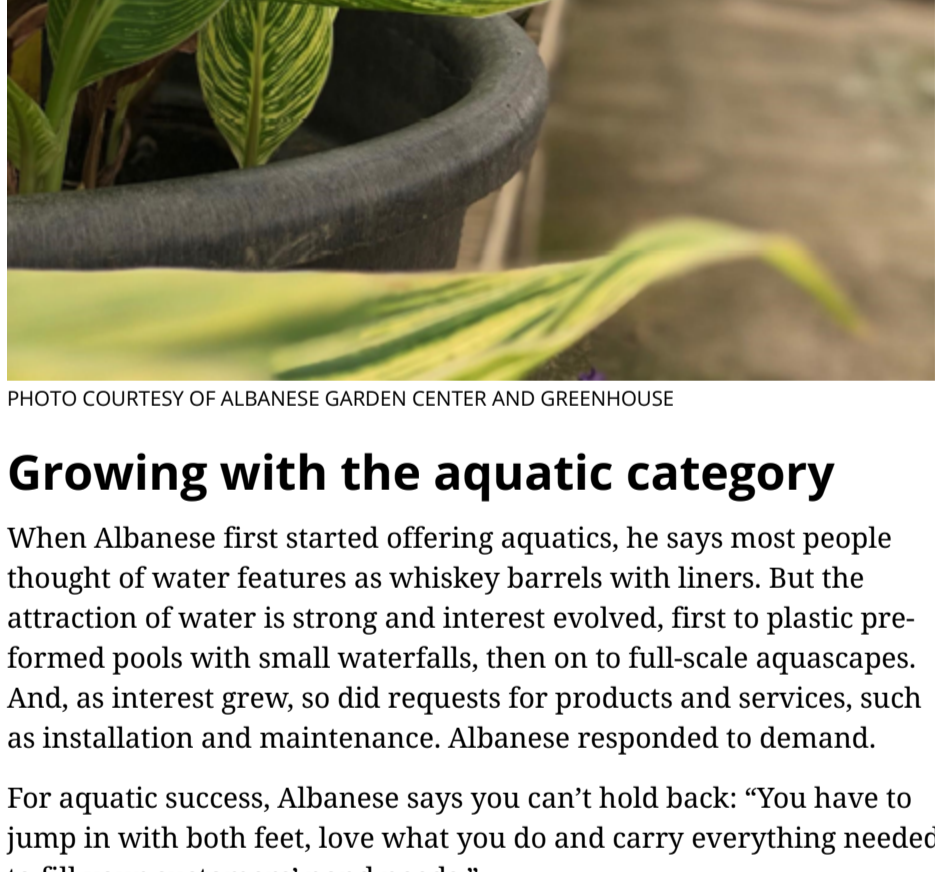 PHOTO COURTESY OF ALBANESE GARDEN CENTER AND GREENHOUSE
Growing with the aquatic category
When Albanese first started offering aquatics, he says most people
thought of water features as whiskey barrels with liners. But the
attraction of water is strong and interest evolved, first to plastic pre-
formed pools with small waterfalls, then on to full-scale aquascapes.
And, as interest grew, so did requests for products and services, such
as installation and maintenance. Albanese responded to demand.
For aquatic success, Albanese says you can’t hold back: “You have to
jump in with both feet, love what you do and carry everything needed